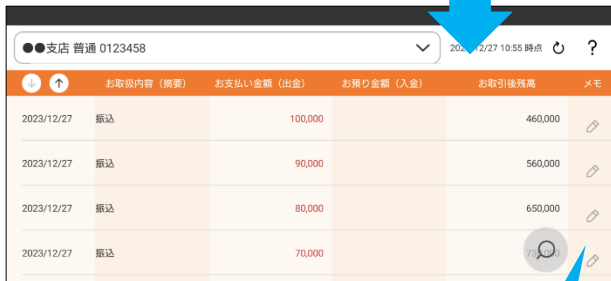 ●●支店 普通 0123458
12/27 10:55 時点 ?
お取扱内容（摘要） お支払い金額（出金） お預り金額（入金） お取引後残高 メモ
2023/12/27 振込 100,000 460,000
2023/12/27 振込 90,000 560,000
2023/12/27 振込 80,000 650,000
2023/12/27 振込 70,000